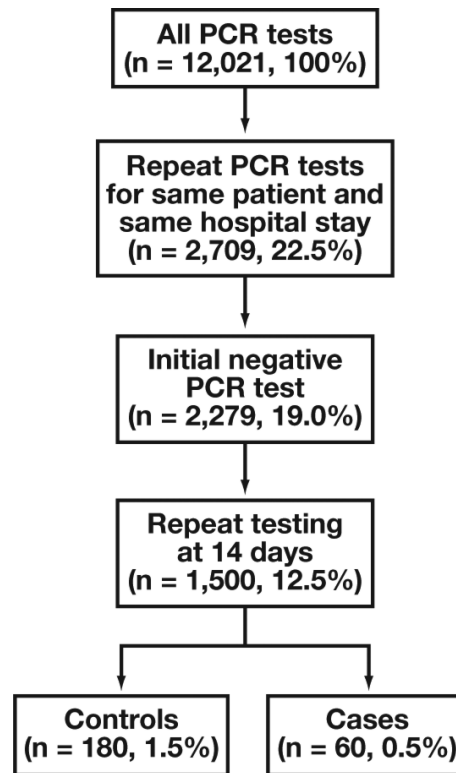 All PCR tests
(n = 12,021, 100%)
Repeat PCR tests
for same patient and
same hospital stay
(n = 2,709, 22.5%)
Initial negative
PCR test
(n = 2,279, 19.0%)
Repeat testing
at 14 days
(n = 1,500, 12.5%)
Controls
(n = 180, 1.5%)
Cases
(n = 60, 0.5%)